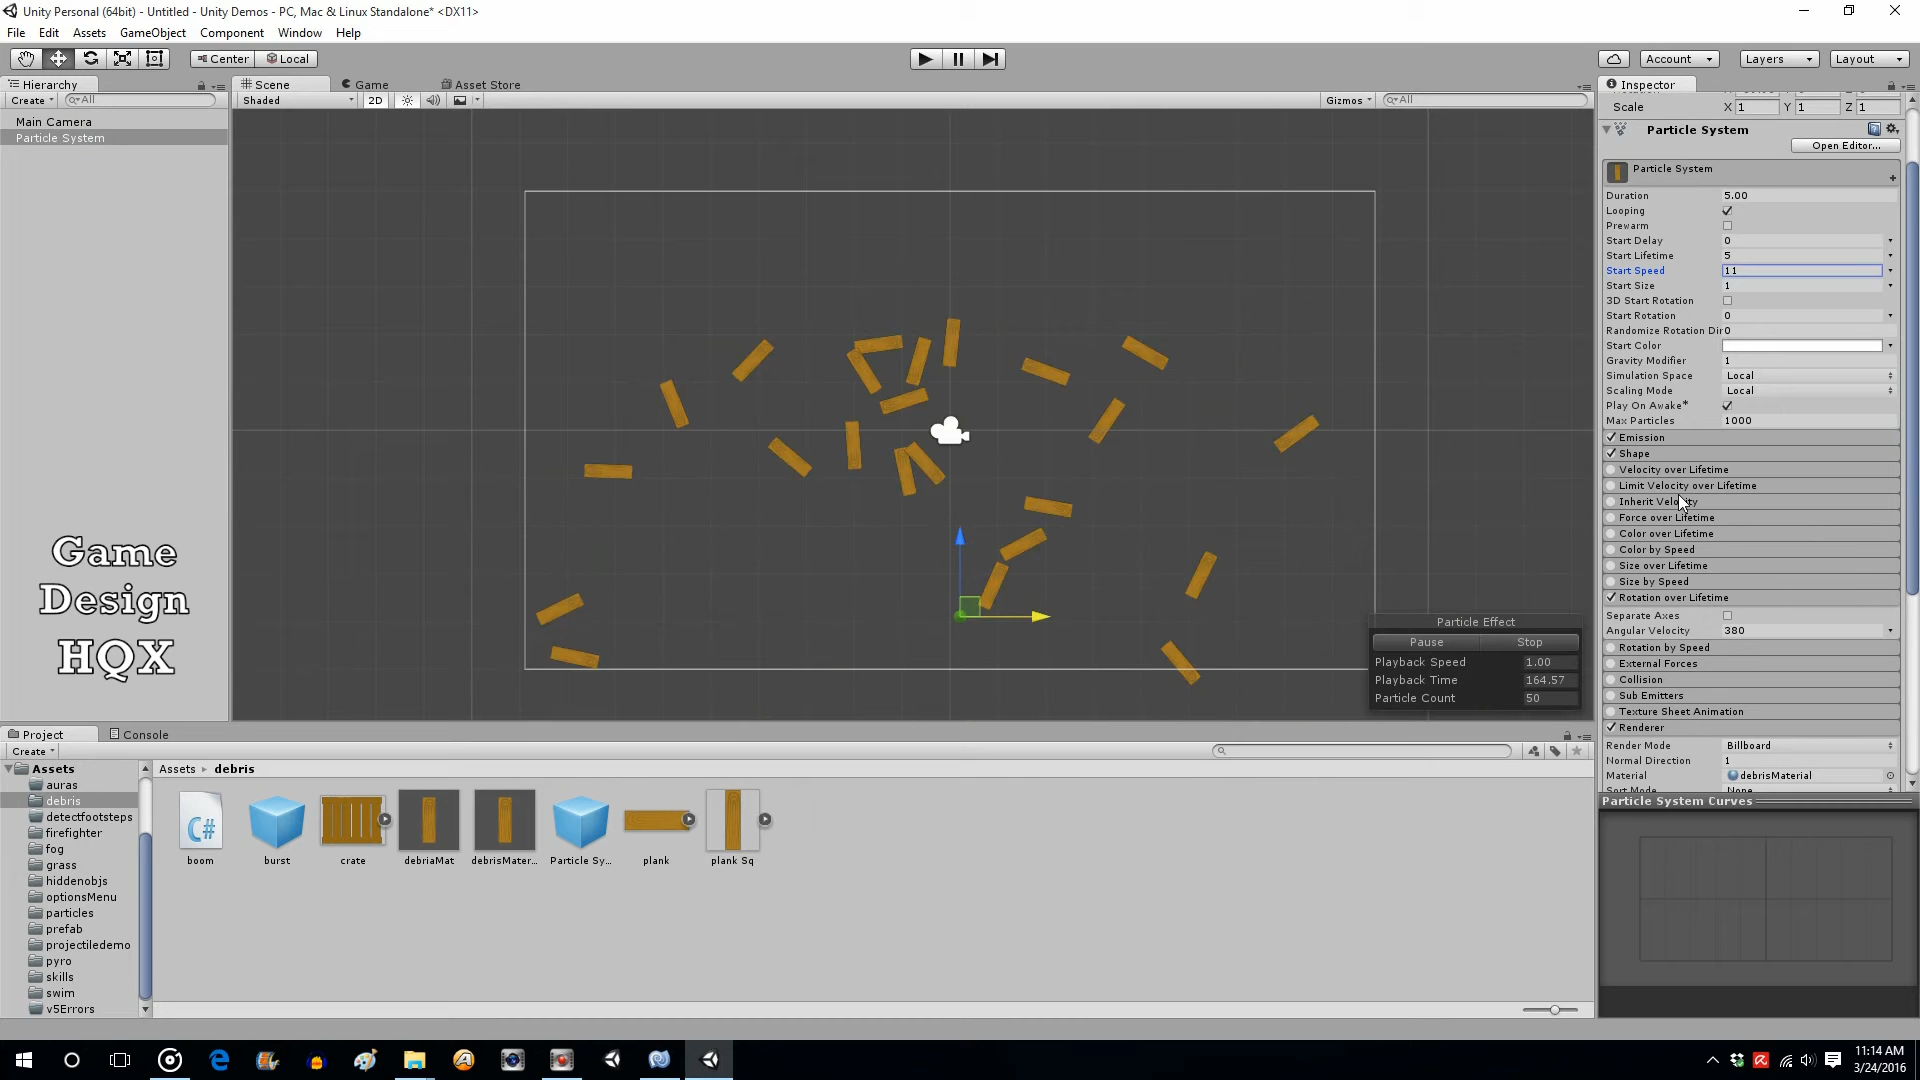 Unity Personal (64bit) - Untitled - Unity Demos - PC, Mac & Linux Standalone* <DX11>
File Edit Assets GameObject Component Window Help
Center Local
Account Layers Layout
Hierarchy
Create All
Main Camera
Particle System
Game
Design
HQX
Scene Game Asset Store
Shaded 2D Gizmos All
Particle Effect
Pause Stop
Playback Speed 1.00
Playback Time 164.57
Particle Count 50
Inspector
Scale X 1 Y 1 Z 1
Particle System
Open Editor...
Particle System
Duration 5.00
Looping
Prewarm
Start Delay 0
Start Lifetime 5
Start Speed 11
Start Size 1
3D Start Rotation
Start Rotation 0
Randomize Rotation Dir 0
Start Color
Gravity Modifier 1
Simulation Space Local
Scaling Mode Local
Play On Awake*
Max Particles 1000
Emission
Shape
Velocity over Lifetime
Limit Velocity over Lifetime
Inherit Velocity
Force over Lifetime
Color over Lifetime
Color by Speed
Size over Lifetime
Size by Speed
Rotation over Lifetime
Separate Axes
Angular Velocity 380
Rotation by Speed
External Forces
Collision
Sub Emitters
Texture Sheet Animation
Renderer
Render Mode Billboard
Normal Direction 1
Material debrisMaterial
Particle System Curves
Project Console
Create
Assets
auras
debris
detectfootsteps
firefighter
fog
grass
hiddenobjs
optionsMenu
particles
prefab
projectiledemo
pyro
skills
swim
v5Errors
Assets debris
C#
boom burst crate debriaMat debrisMater... Particle Sy... plank plank Sq
11:14 AM
3/24/2016